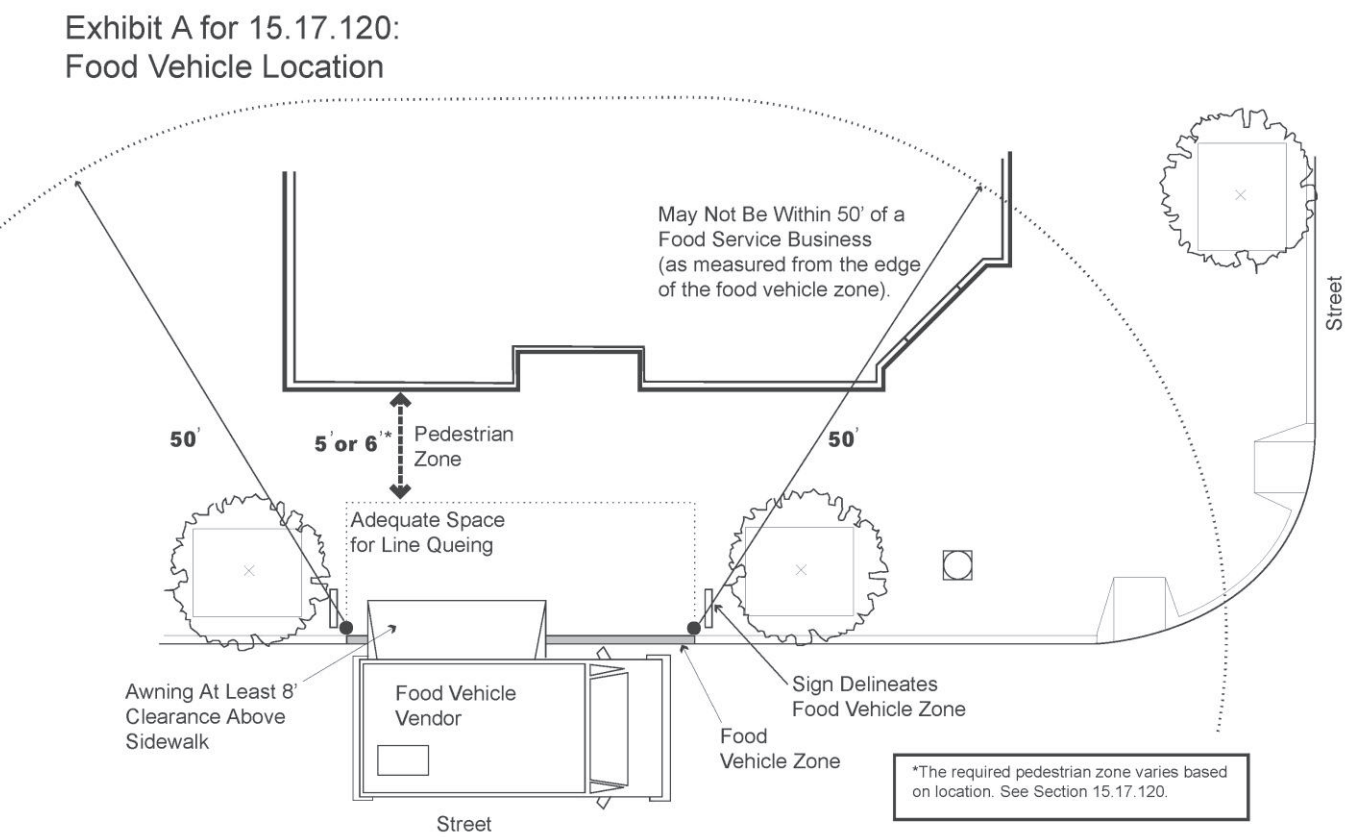 Exhibit A for 15.17.120:
Food Vehicle Location
May Not Be Within 50' of a
Food Service Business
(as measured from the edge
of the food vehicle zone).
Street
50'
5'or 6'*
Pedestrian
Zone
50'
Adequate Space
for Line Queing
Awning At Least 8'
Clearance Above
Sidewalk
Food Vehicle
Vendor
Sign Delineates
Food Vehicle Zone
Food
Vehicle Zone
*The required pedestrian zone varies based
on location. See Section 15.17.120.
Street